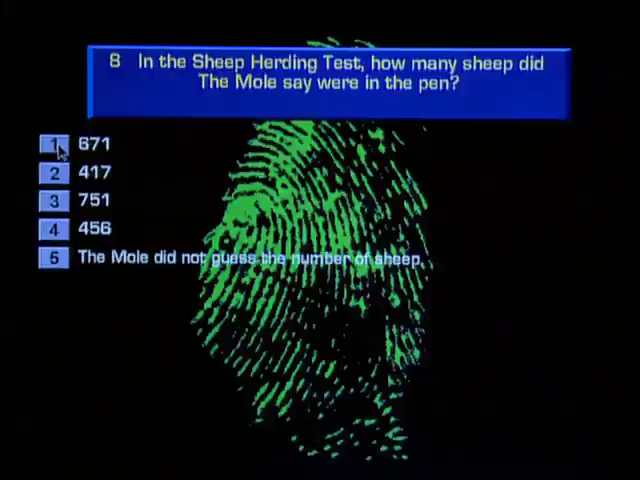 8 In the Sheep Herding Test, how many sheep did
The Mole say were in the pen?
1 671
2 417
3 751
4 456
5 The Mole did not guess the number of sheep.